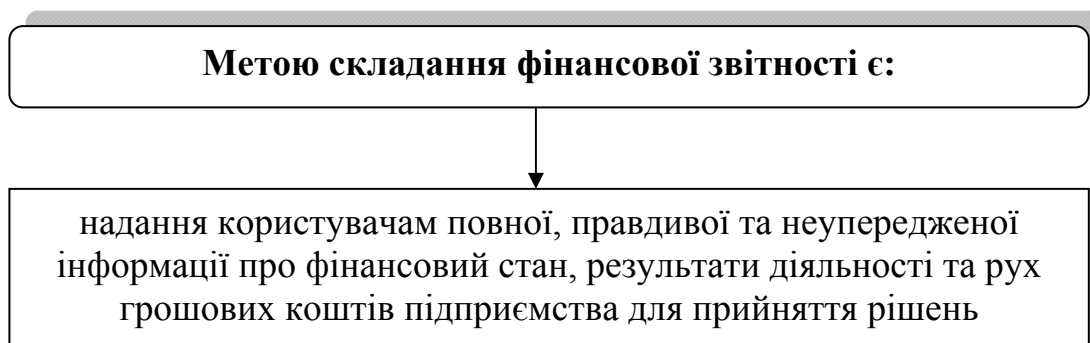 Метою складання фінансової звітності є:
надання користувачам повної, правдивої та неупередженої
інформації про фінансовий стан, результати діяльності та рух
грошових коштів підприємства для прийняття рішень